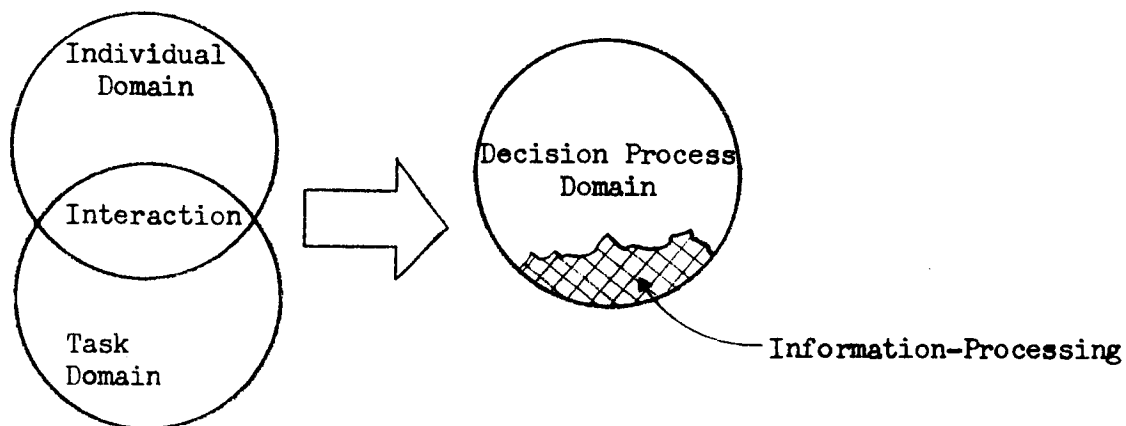 Individual
Domain
Interaction
Task
Domain
Decision Process
Domain
Information-Processing